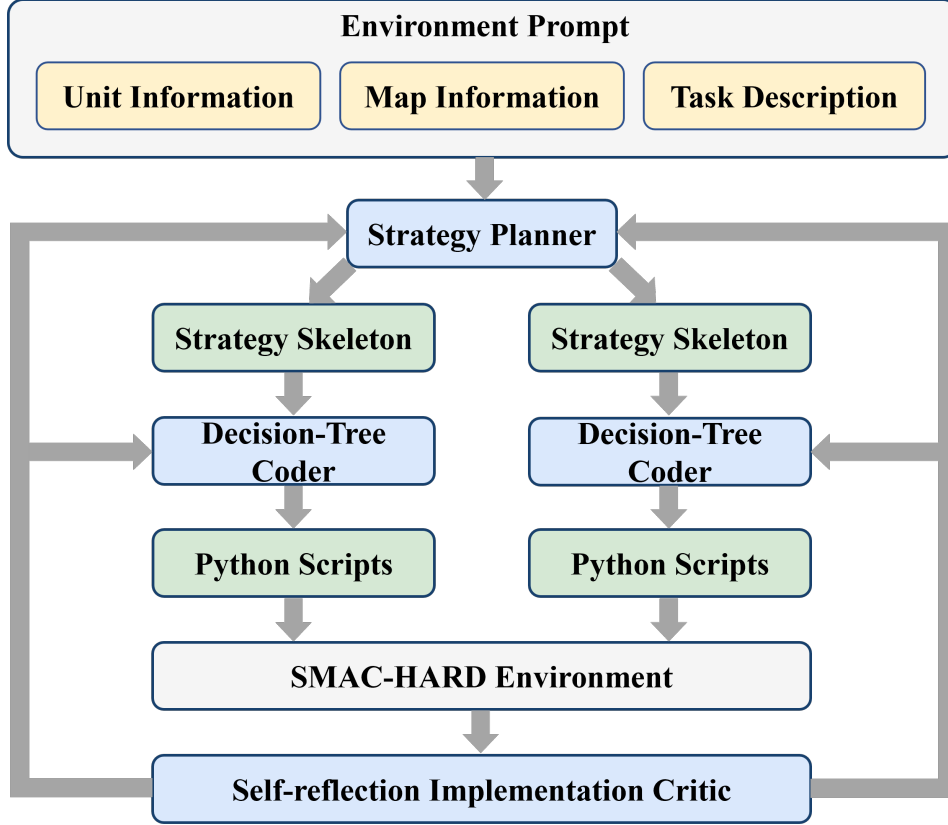 Environment Prompt
Unit Information
Map Information
Task Description
Strategy Planner
Strategy Skeleton
Strategy Skeleton
Decision-Tree
Coder
Decision-Tree
Coder
Python Scripts
Python Scripts
SMAC-HARD Environment
Self-reflection Implementation Critic